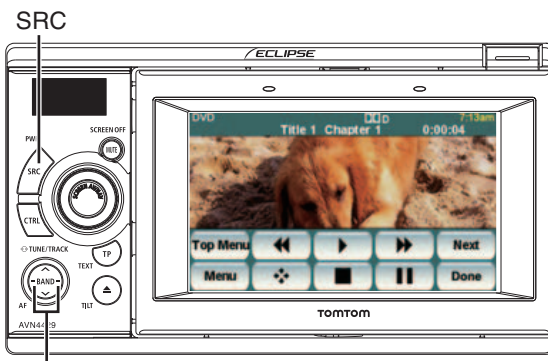 SRC
ECLIPSE
PWR
SCREEN OFF
MUTE
SRC
CTRL
TUNE/TRACK
TP
TEXT
BAND
AF
TILT
AVN4429
DVD
D
7:13am
Title 1 Chapter 1
0:00:04
Top Menu
Next
Menu
Done
TOMTOM